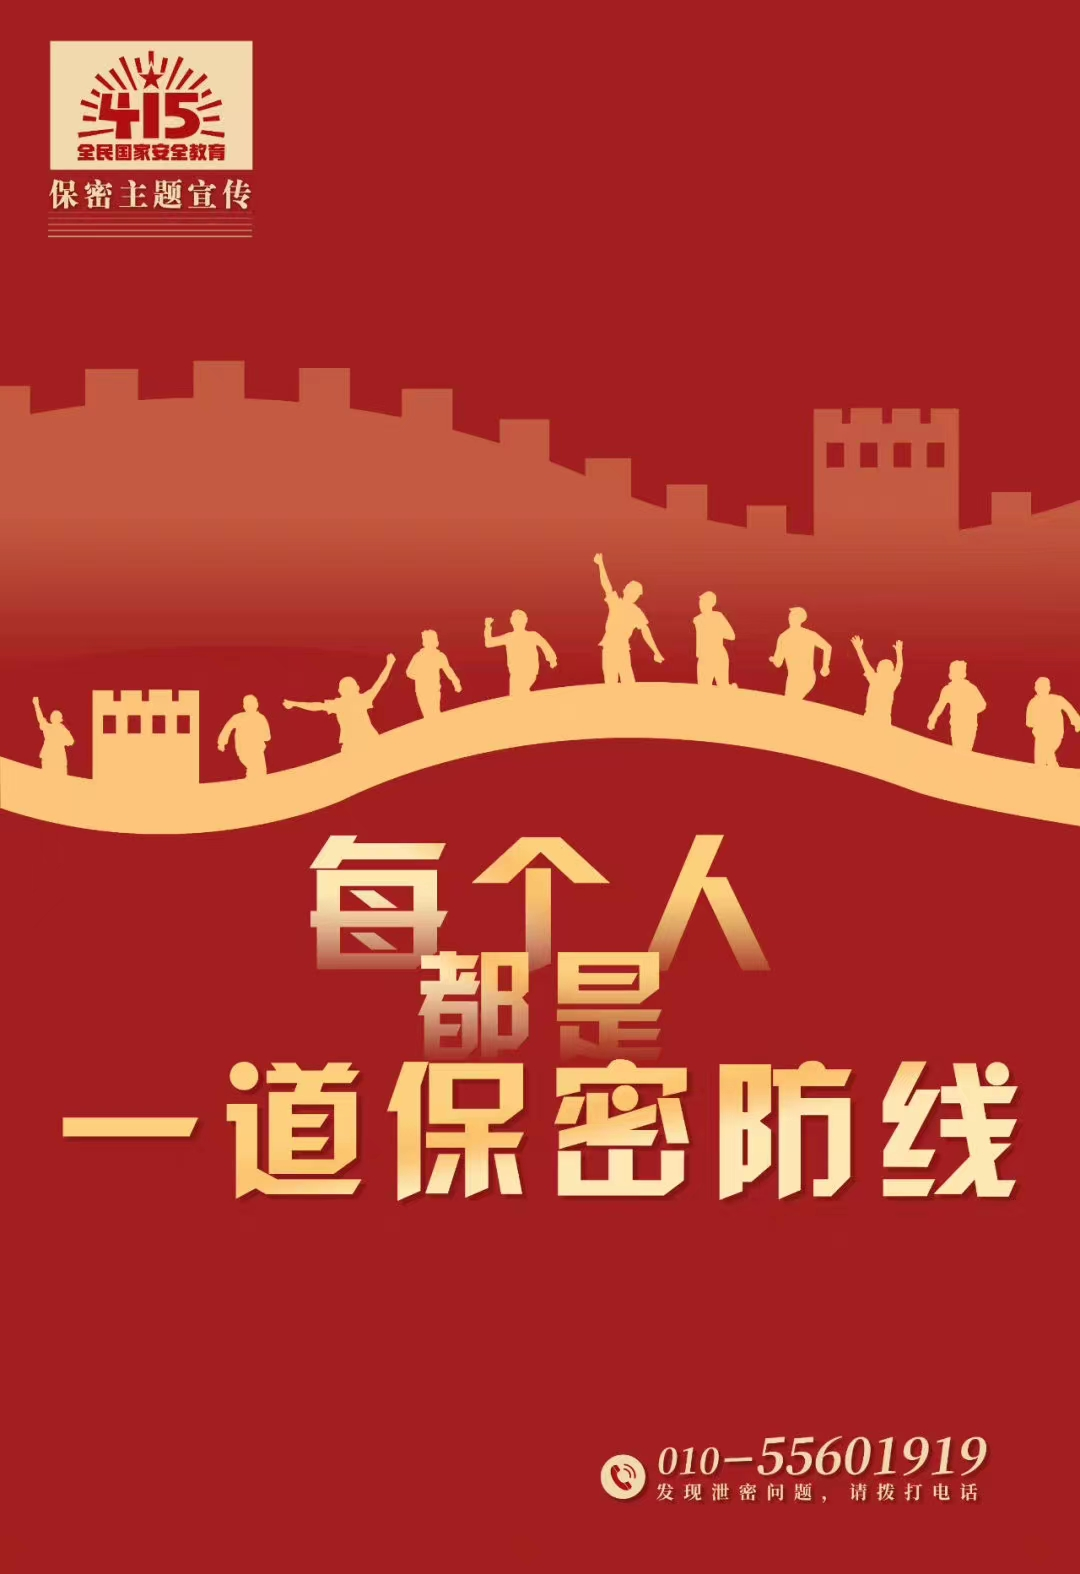 415
全民国家安全教育
保密主题宣传
每个人
都是
一道保密防线
010-55601919
发现泄密问题，请拨打电话